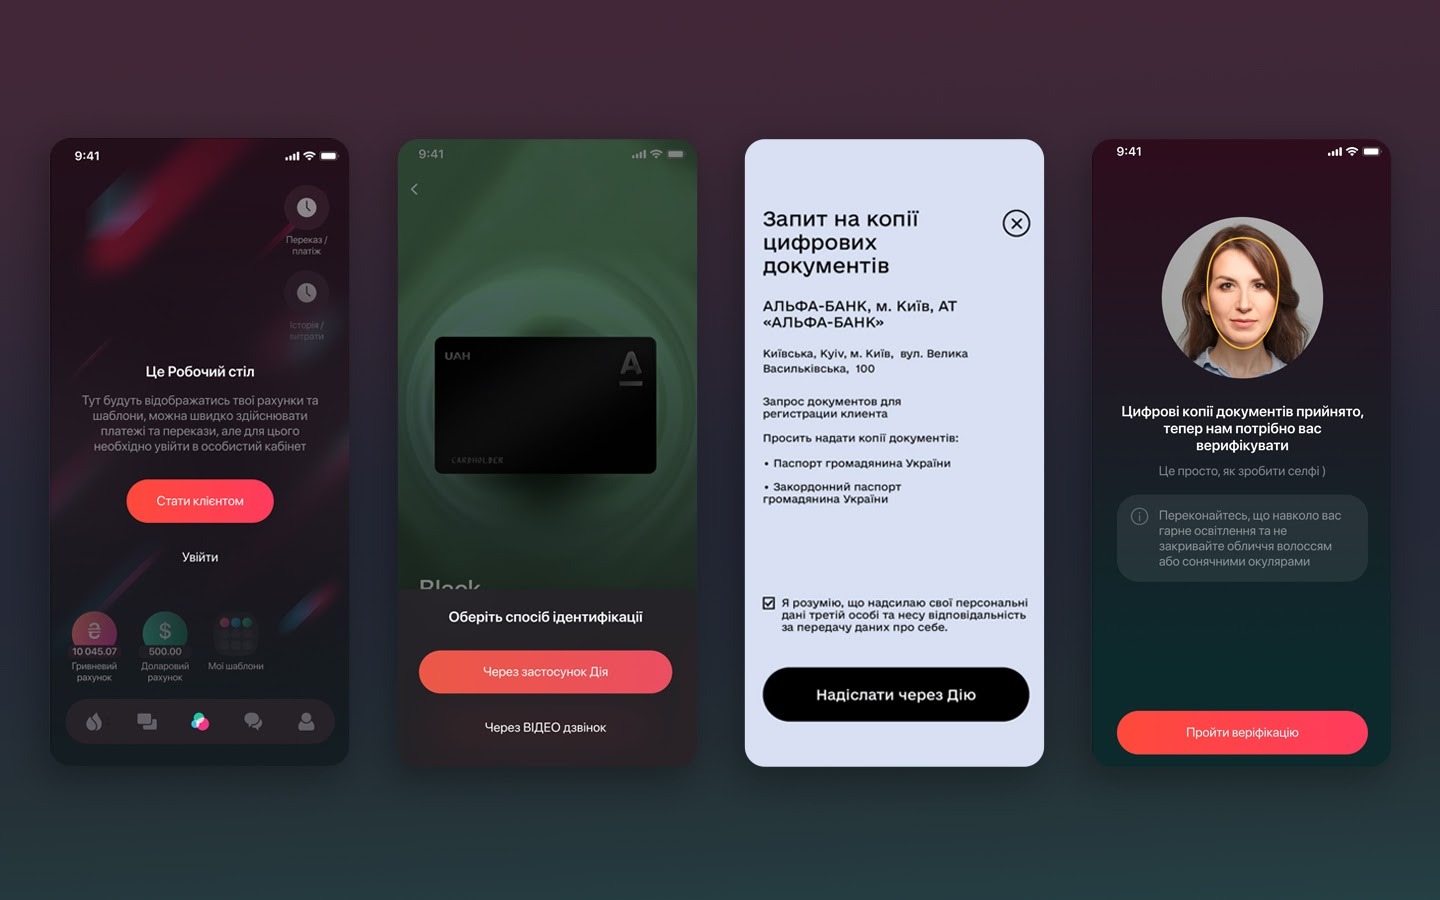 9:41
Переказ /
платіж
Історія /
витрати
Це Робочий стіл
Тут будуть відображатись твої рахунки та
шаблони, можна швидко здійснювати
платежі та перекази, але для цього
необхідно увійти в особистий кабінет
Стати клієнтом
Увійти
₴
$
10 045.07
500.00
Гривневий
рахунок
Доларовий
рахунок
Мої шаблони
9:41
UAH
А
CARDHOLDER
Black
Оберіть спосіб ідентифікації
Через застосунок Дія
Через ВІДЕО дзвінок
Запит на копії
цифрових
документів
АЛЬФА-БАНК, м. Київ, АТ
«АЛЬФА-БАНК»
Київська, Kyiv, м. Київ, вул. Велика
Васильківська, 100
Запрос документов для
регистрации клиента
Просить надати копії документів:
• Паспорт громадянина України
• Закордонний паспорт
громадянина України
Я розумію, що надсилаю свої персональні
дані третій особі та несу відповідальність
за передачу даних про себе.
Надіслати через Дію
9:41
Цифрові копії документів прийнято,
тепер нам потрібно вас
верифікувати
Це просто, як зробити селфі )
Переконайтесь, що навколо вас
гарне освітлення та не
закривайте обличчя волоссям
або сонячними окулярами
Пройти веріфікацію